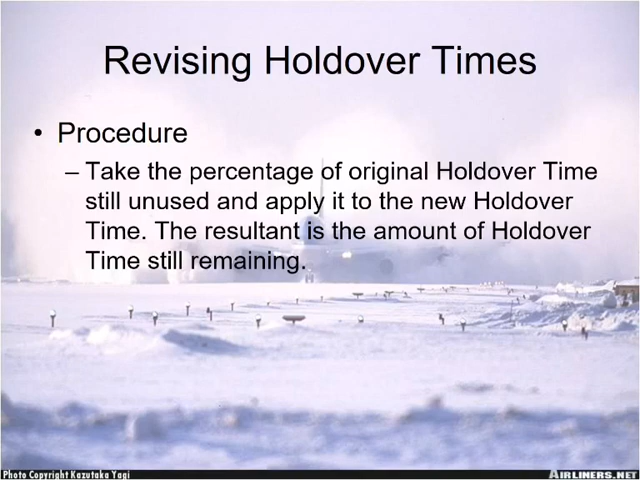 Revising Holdover Times
• Procedure
– Take the percentage of original Holdover Time
still unused and apply it to the new Holdover
Time. The resultant is the amount of Holdover
Time still remaining.
Photo Copyright Kazutaka Yagi
AIRLINERS.NET